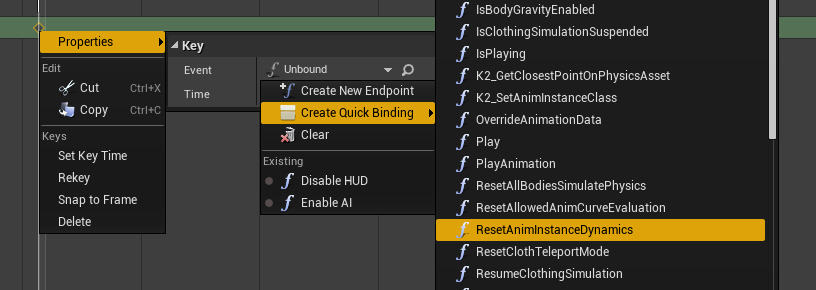 Properties
Edit
Cut Ctrl+X
Copy Ctrl+C
Keys
Set Key Time
Rekey
Snap to Frame
Delete
Key
Event Unbound
Time
Create New Endpoint
Create Quick Binding
Clear
Existing
Disable HUD
Enable AI
IsBodyGravityEnabled
IsClothingSimulationSuspended
IsPlaying
K2_GetClosestPointOnPhysicsAsset
K2_SetAnimInstanceClass
OverrideAnimationData
Play
PlayAnimation
ResetAllBodiesSimulatePhysics
ResetAllowedAnimCurveEvaluation
ResetAnimInstanceDynamics
ResetClothTeleportMode
ResumeClothingSimulation